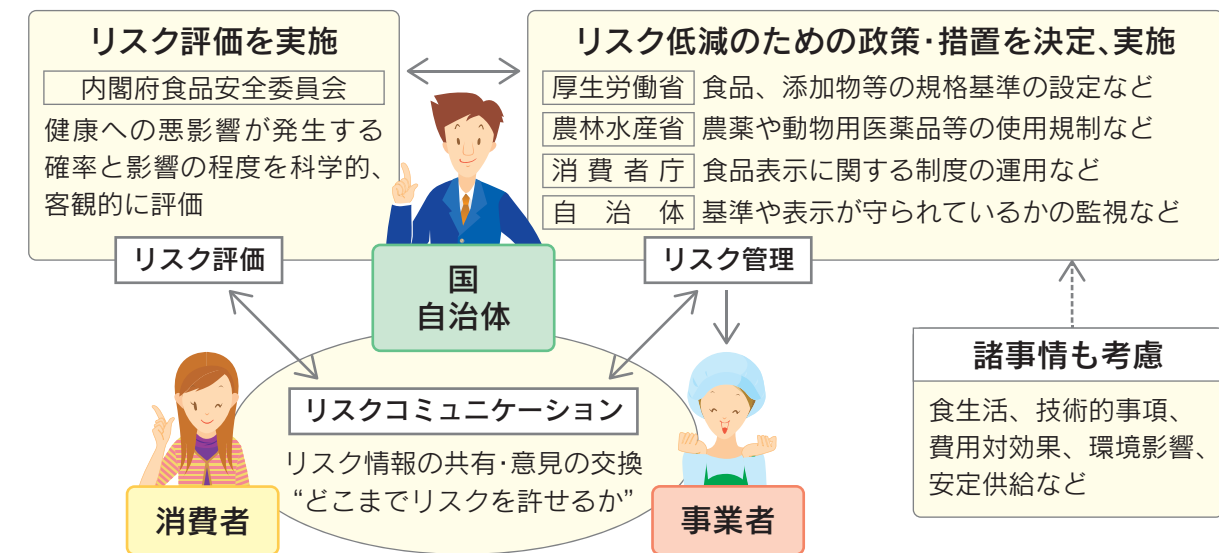 リスク評価を実施
内閣府食品安全委員会
健康への悪影響が発生する
確率と影響の程度を科学的、
客観的に評価
リスク評価
リスク低減のための政策・措置を決定、実施
厚生労働省 食品、添加物等の規格基準の設定など
農林水産省 農薬や動物用医薬品等の使用規制など
消費者庁 食品表示に関する制度の運用など
自治体 基準や表示が守られているかの監視など
リスク管理
国
自治体
諸事情も考慮
食生活、技術的事項、
費用対効果、環境影響、
安定供給など
リスクコミュニケーション
リスク情報の共有・意見の交換
“どこまでリスクを許せるか”
消費者
事業者